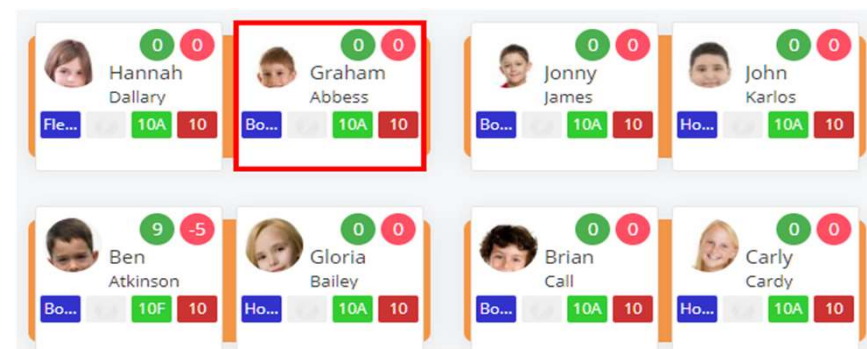 0 0
Hannah
Dallary
Fle... 10A 10
0 0
Graham
Abbess
Bo... 10A 10
0 0
Jonny
James
Bo... 10A 10
0 0
John
Karlos
Ho... 10A 10
9 -5
Ben
Atkinson
Bo... 10F 10
0 0
Gloria
Bailey
Ho... 10A 10
0 0
Brian
Call
Bo... 10A 10
0 0
Carly
Cardy
Ho... 10A 10